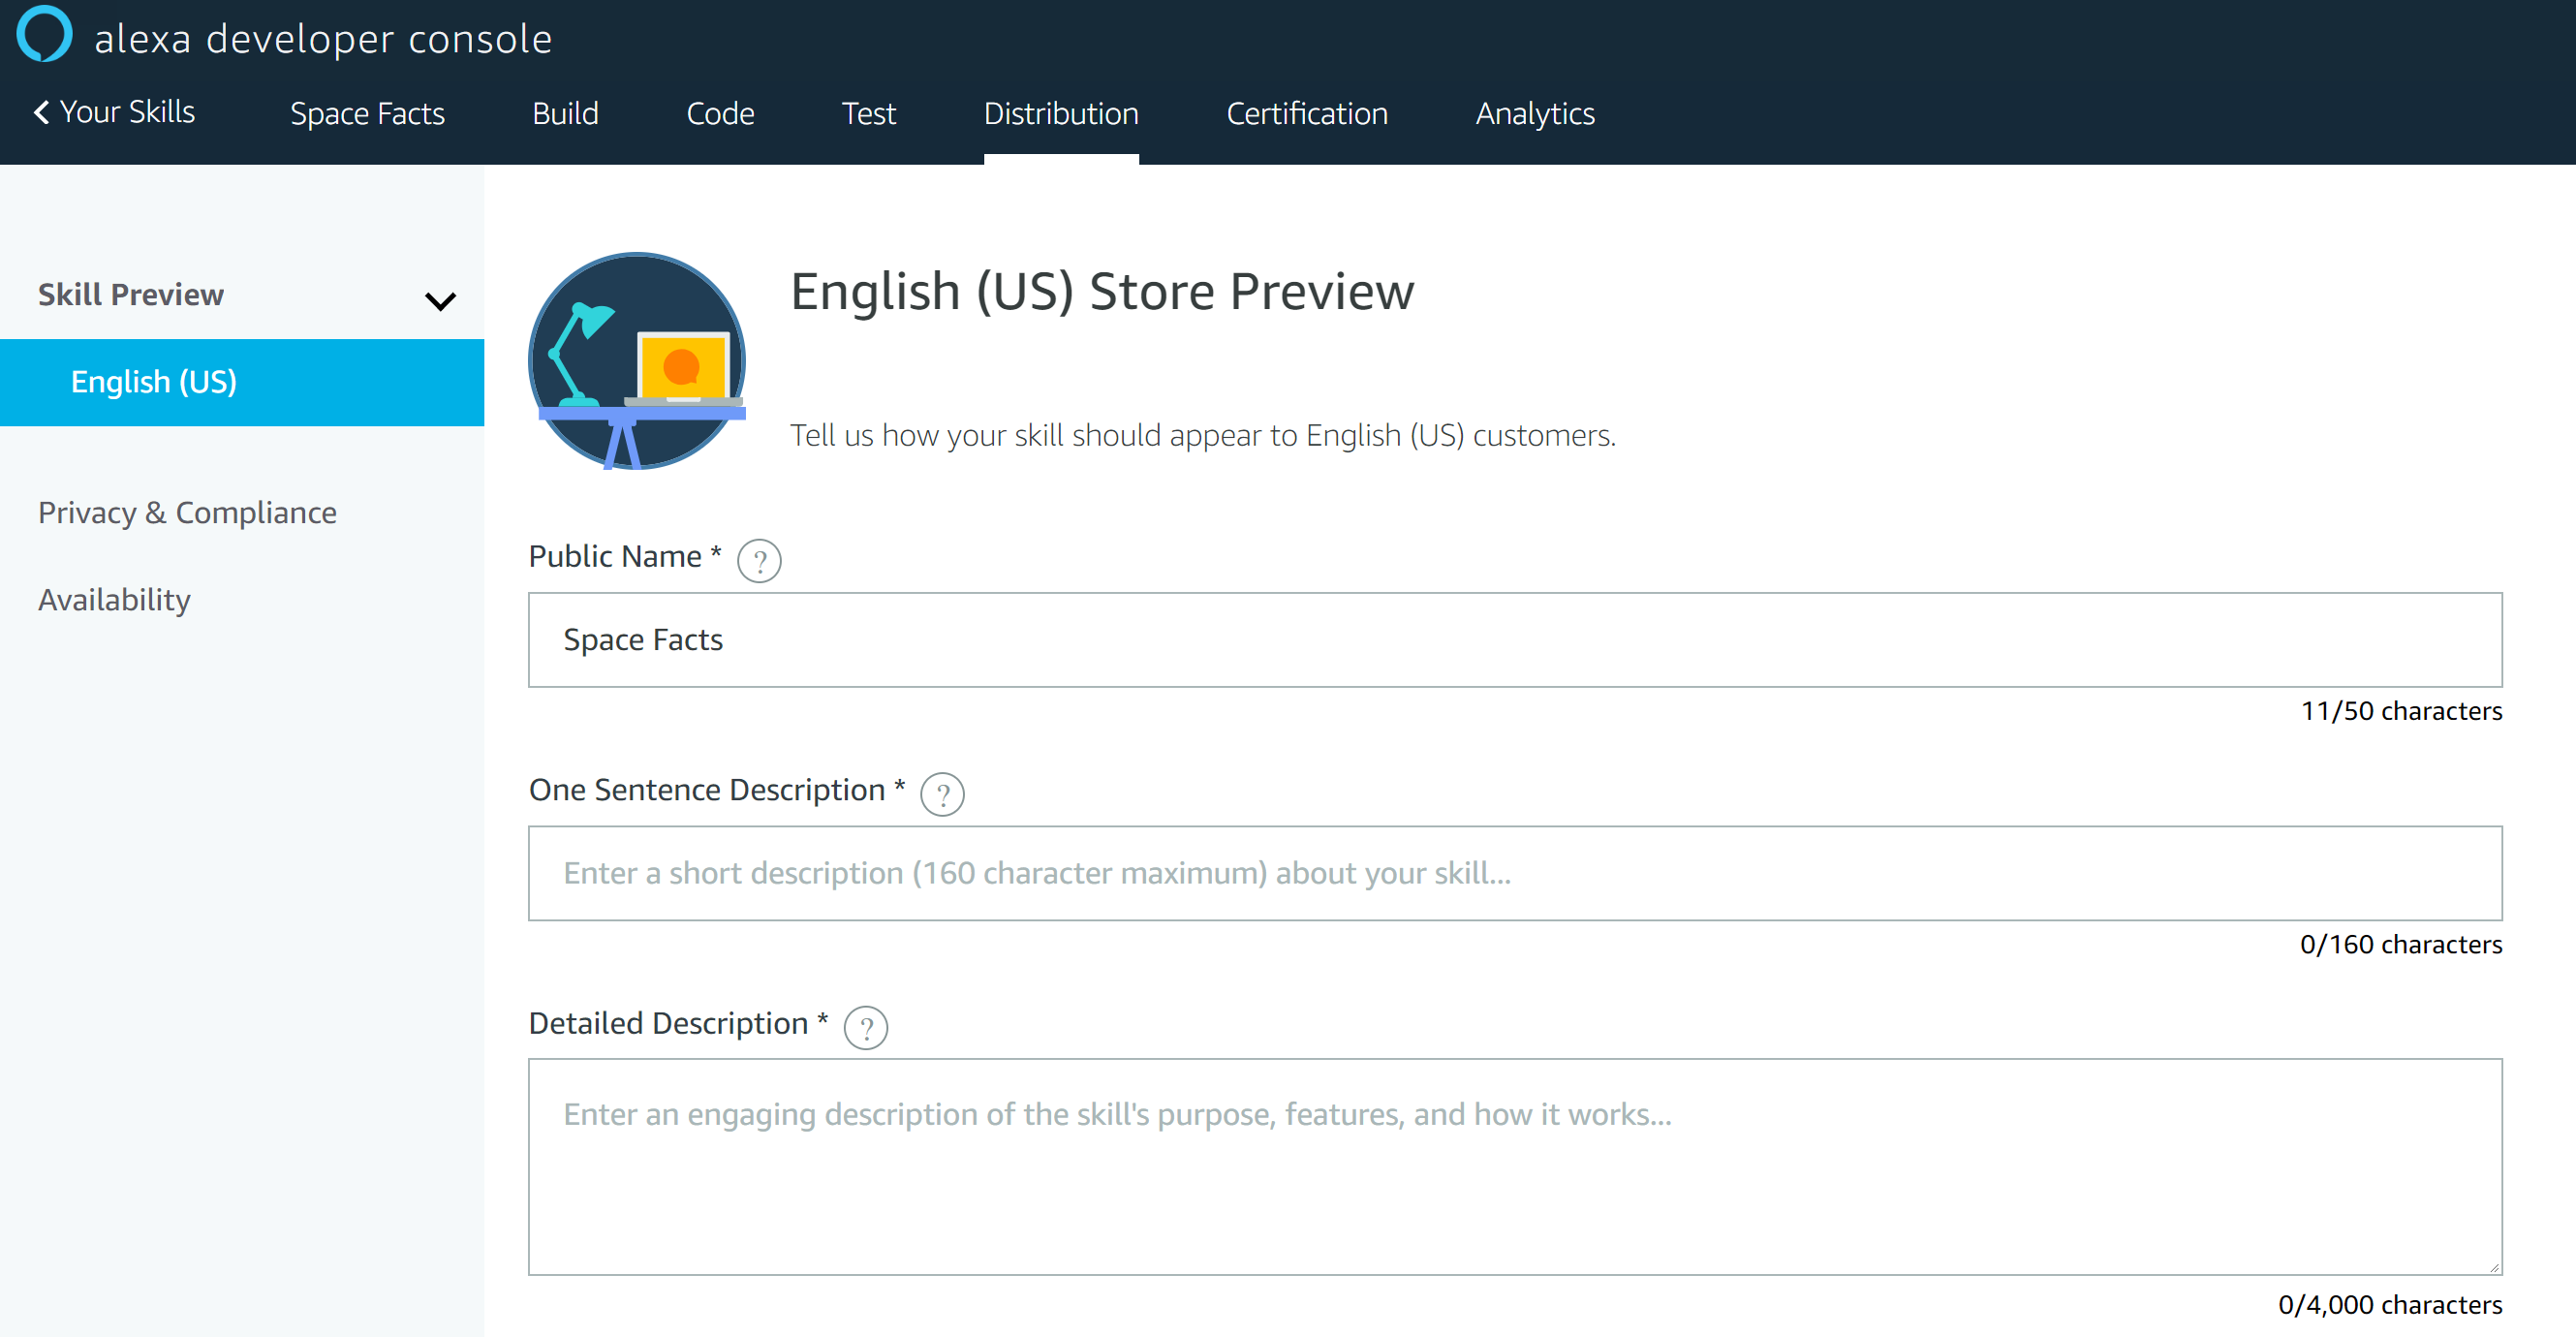 alexa developer console
Your Skills Space Facts Build Code Test Distribution Certification Analytics
Skill Preview
English (US)
Privacy & Compliance
Availability
English (US) Store Preview
Tell us how your skill should appear to English (US) customers.
Public Name * ?
Space Facts
11/50 characters
One Sentence Description * ?
Enter a short description (160 character maximum) about your skill...
0/160 characters
Detailed Description * ?
Enter an engaging description of the skill's purpose, features, and how it works...
0/4,000 characters